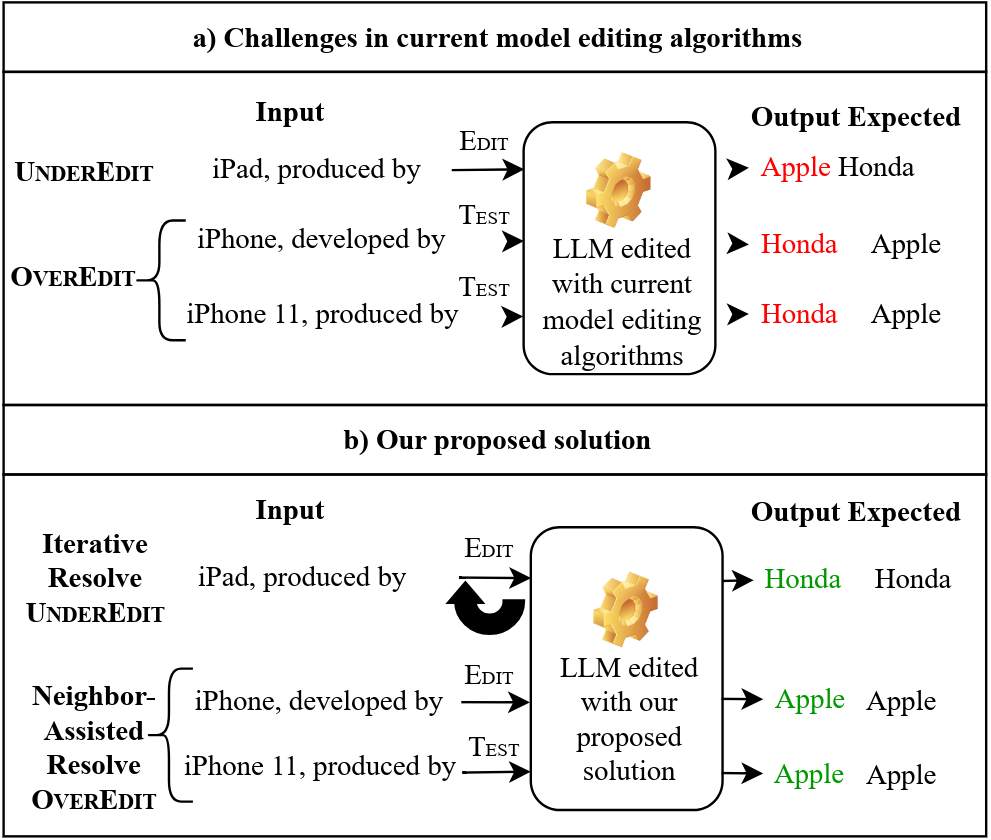 a) Challenges in current model editing algorithms
Input
Output Expected
UNDEREDIT
iPad, produced by
EDIT
Apple Honda
OVEREDIT
iPhone, developed by
TEST
Honda Apple
iPhone 11, produced by
TEST
Honda Apple
LLM edited
with current
model editing
algorithms
b) Our proposed solution
Input
Output Expected
Iterative
Resolve
UNDEREDIT
iPad, produced by
EDIT
Honda Honda
Neighbor-
Assisted
Resolve
OVEREDIT
iPhone, developed by
EDIT
Apple Apple
iPhone 11, produced by
TEST
Apple Apple
LLM edited
with our
proposed
solution